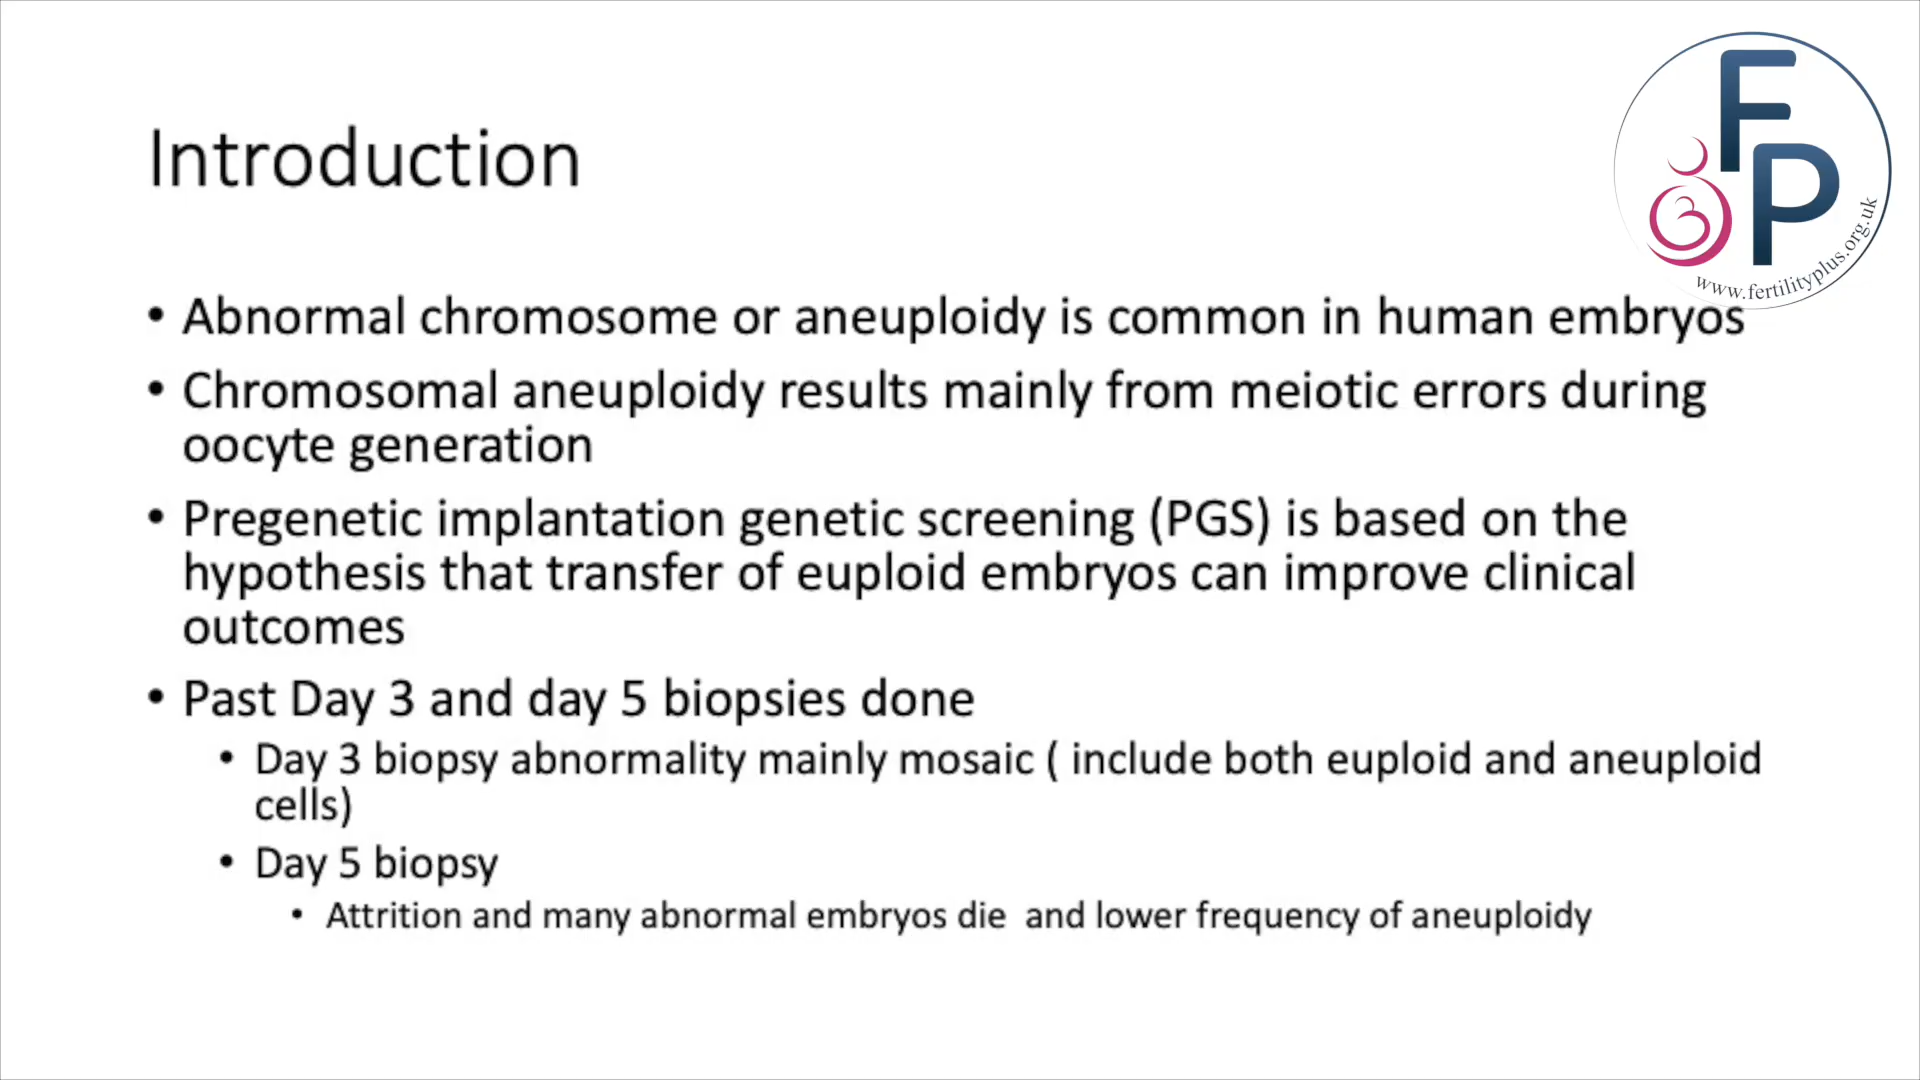 FP
www.fertilityplus.org.uk
Introduction
• Abnormal chromosome or aneuploidy is common in human embryos
• Chromosomal aneuploidy results mainly from meiotic errors during
oocyte generation
• Pregenetic implantation genetic screening (PGS) is based on the
hypothesis that transfer of euploid embryos can improve clinical
outcomes
• Past Day 3 and day 5 biopsies done
• Day 3 biopsy abnormality mainly mosaic ( include both euploid and aneuploid
cells)
• Day 5 biopsy
• Attrition and many abnormal embryos die  and lower frequency of aneuploidy